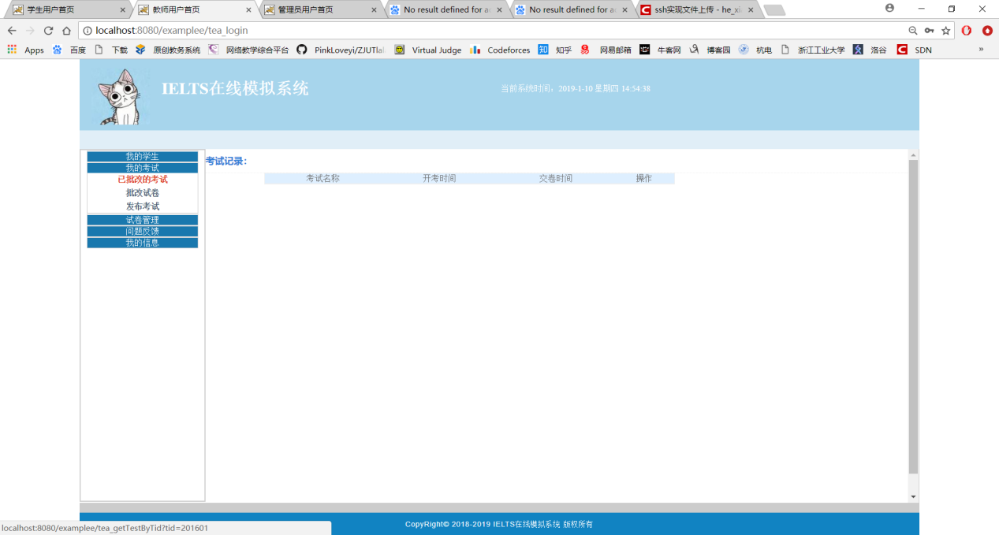 学生用户首页
教师用户首页
管理员用户首页
No result defined for ac
No result defined for ac
ssh实现文件上传 - he_xi
localhost:8080/examplee/tea_login
Apps 百度 下载 原创教务系统 网络教学综合平台 PinkLoveyi/ZJUTla Virtual Judge Codeforces 知乎 网易邮箱 牛客网 博客园 杭电 浙江工业大学 洛谷 SDN »
IELTS在线模拟系统
当前系统时间：2019-1-10 星期四 14:54:38
我的学生
我的考试
已批改的考试
批改试卷
发布考试
试卷管理
问题反馈
我的信息
考试记录：
考试名称 开考时间 交卷时间 操作
CopyRight© 2018-2019 IELTS在线模拟系统 版权所有
localhost:8080/examplee/tea_getTestByTid?tid=201601